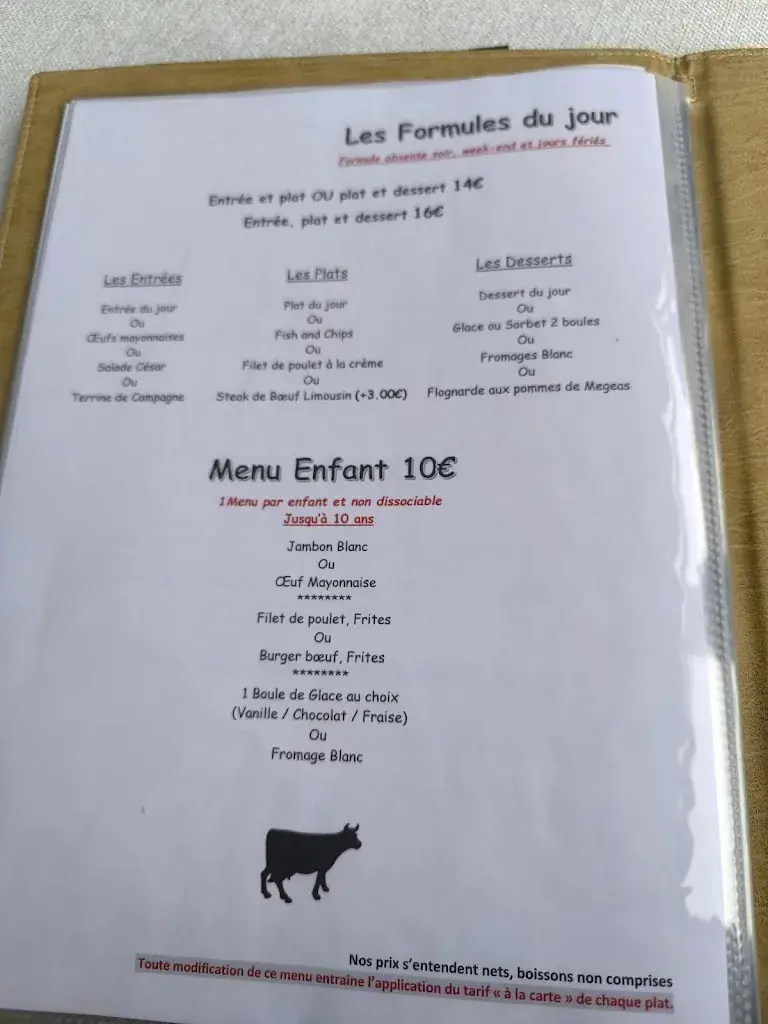 Les Formules du jour
Formule absente soir, week-end et jours fériés
Entrée et plat OU plat et dessert 14€
Entrée, plat et dessert 16€
Les Entrées
Entrée du jour
Ou
Œufs mayonnaises
Ou
Salade César
Ou
Terrine de Campagne
Les Plats
Plat du jour
Ou
Fish and Chips
Ou
Filet de poulet à la crème
Ou
Steak de Bœuf Limousin (+3.00€)
Les Desserts
Dessert du jour
Ou
Glace ou Sorbet 2 boules
Ou
Fromages Blanc
Ou
Flognarde aux pommes de Megeas
Menu Enfant 10€
1 Menu par enfant et non dissociable
Jusqu'à 10 ans
Jambon Blanc
Ou
Œuf Mayonnaise
********
Filet de poulet, Frites
Ou
Burger bœuf, Frites
********
1 Boule de Glace au choix
(Vanille / Chocolat / Fraise)
Ou
Fromage Blanc
Nos prix s'entendent nets, boissons non comprises
Toute modification de ce menu entraine l'application du tarif « à la carte » de chaque plat.